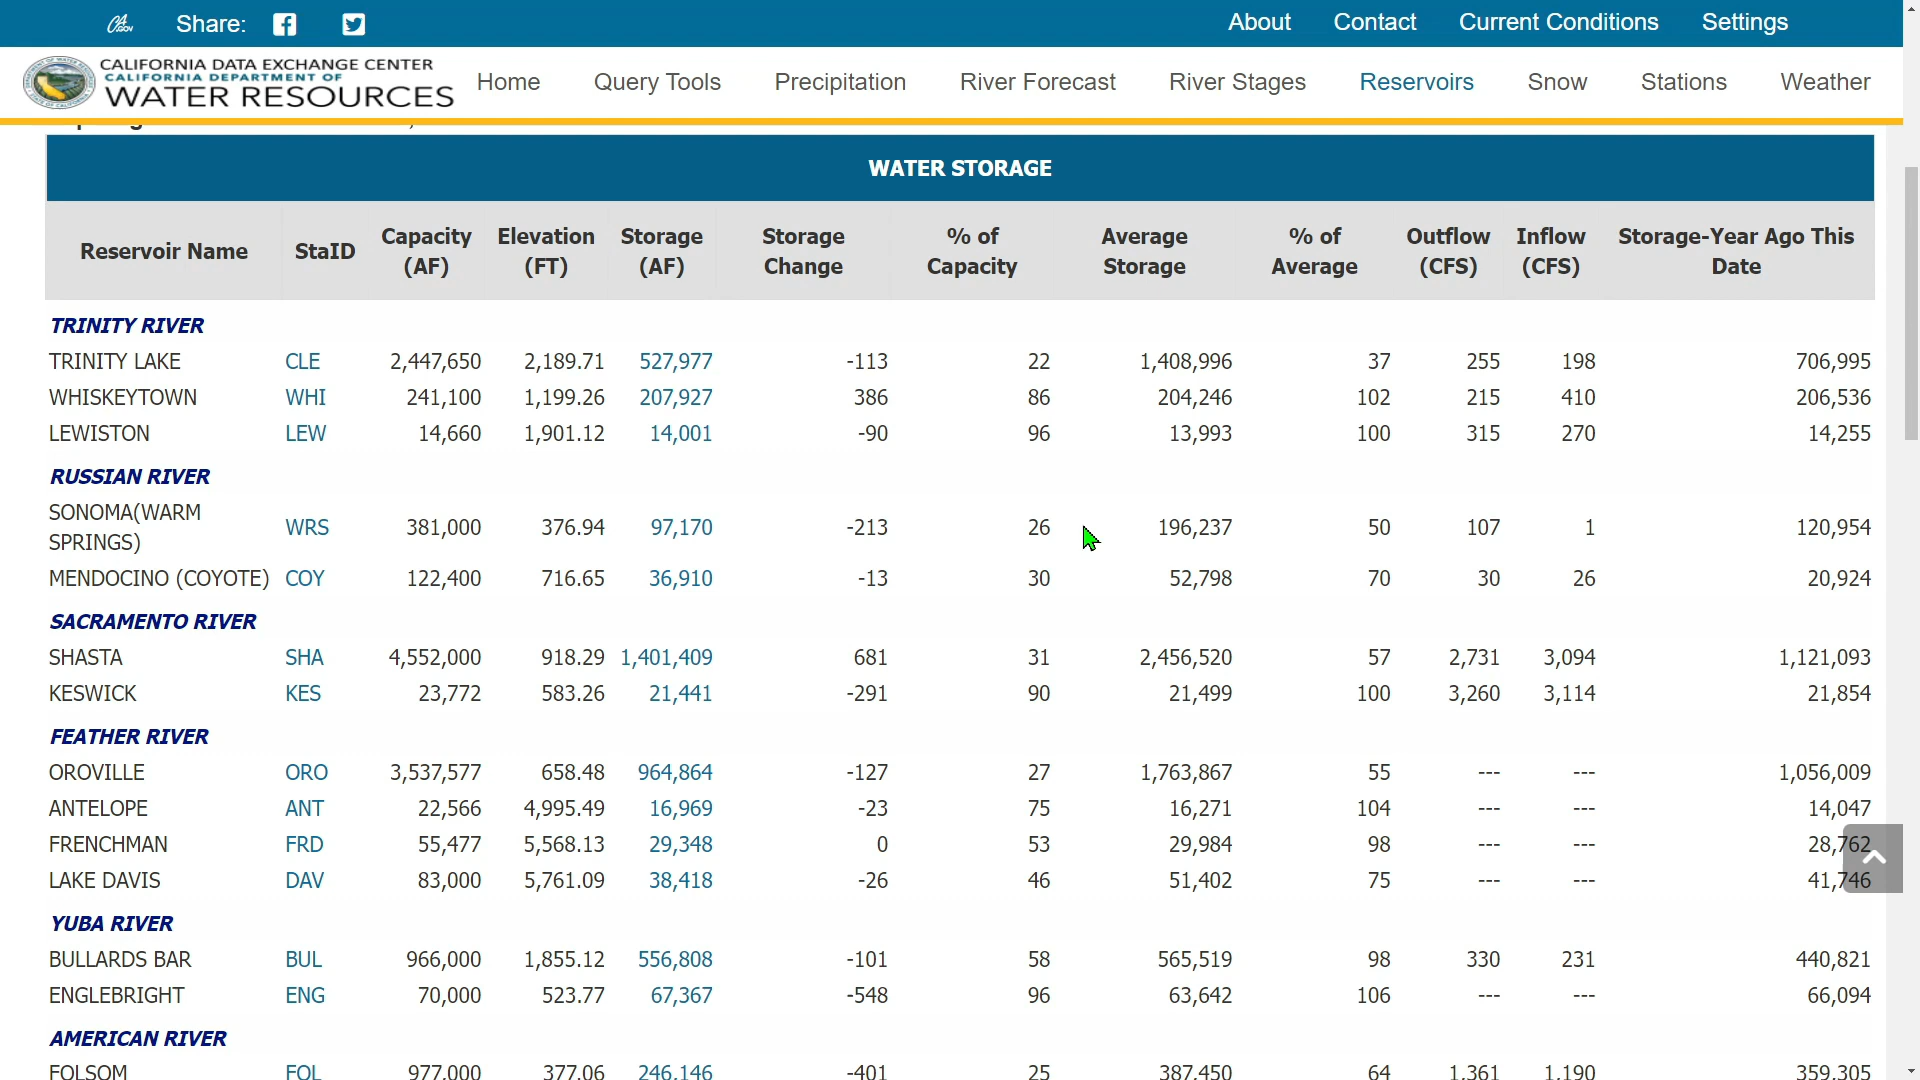 CA.GOV Share: About Contact Current Conditions Settings
CALIFORNIA DATA EXCHANGE CENTER
CALIFORNIA DEPARTMENT OF
WATER RESOURCES
Home Query Tools Precipitation River Forecast River Stages Reservoirs Snow Stations Weather
WATER STORAGE
Reservoir Name StaID Capacity (AF) Elevation (FT) Storage (AF) Storage Change % of Capacity Average Storage % of Average Outflow (CFS) Inflow (CFS) Storage-Year Ago This Date
TRINITY RIVER
TRINITY LAKE CLE 2,447,650 2,189.71 527,977 -113 22 1,408,996 37 255 198 706,995
WHISKEYTOWN WHI 241,100 1,199.26 207,927 386 86 204,246 102 215 410 206,536
LEWISTON LEW 14,660 1,901.12 14,001 -90 96 13,993 100 315 270 14,255
RUSSIAN RIVER
SONOMA(WARM SPRINGS) WRS 381,000 376.94 97,170 -213 26 196,237 50 107 1 120,954
MENDOCINO (COYOTE) COY 122,400 716.65 36,910 -13 30 52,798 70 30 26 20,924
SACRAMENTO RIVER
SHASTA SHA 4,552,000 918.29 1,401,409 681 31 2,456,520 57 2,731 3,094 1,121,093
KESWICK KES 23,772 583.26 21,441 -291 90 21,499 100 3,260 3,114 21,854
FEATHER RIVER
OROVILLE ORO 3,537,577 658.48 964,864 -127 27 1,763,867 55 --- --- 1,056,009
ANTELOPE ANT 22,566 4,995.49 16,969 -23 75 16,271 104 --- --- 14,047
FRENCHMAN FRD 55,477 5,568.13 29,348 0 53 29,984 98 --- --- 28,762
LAKE DAVIS DAV 83,000 5,761.09 38,418 -26 46 51,402 75 --- --- 41,746
YUBA RIVER
BULLARDS BAR BUL 966,000 1,855.12 556,808 -101 58 565,519 98 330 231 440,821
ENGLEBRIGHT ENG 70,000 523.77 67,367 -548 96 63,642 106 --- --- 66,094
AMERICAN RIVER
FOLSOM FOL 977,000 377.06 246,146 -401 25 387,450 64 1,361 1,190 359,305